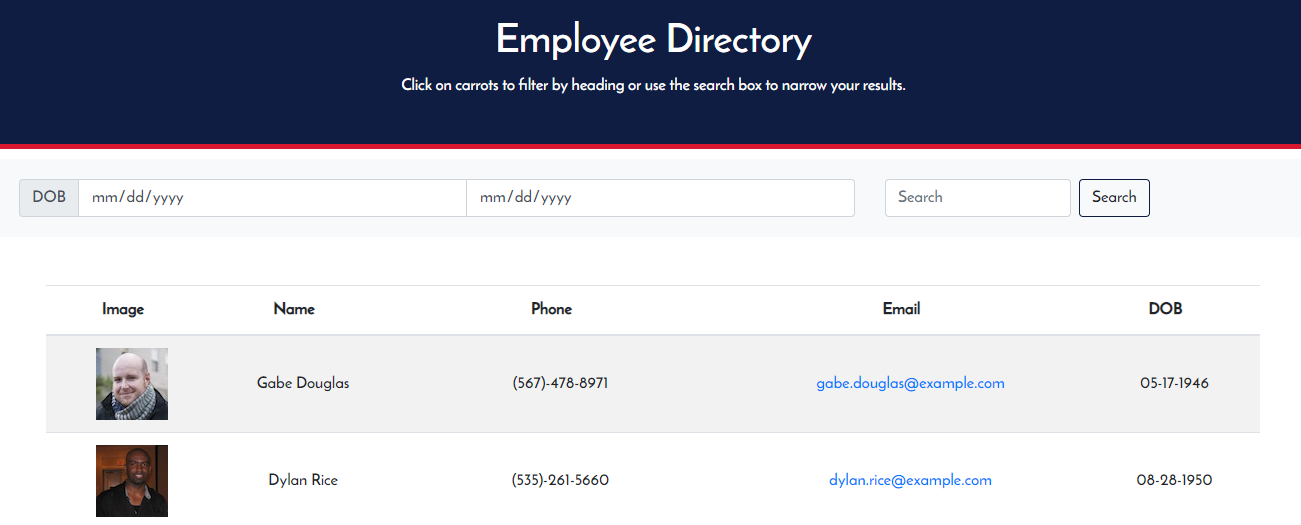 Employee Directory
Click on carrots to filter by heading or use the search box to narrow your results.
DOB mm/dd/yyyy mm/dd/yyyy Search Search
Image Name Phone Email DOB
Gabe Douglas (567)-478-8971 gabe.douglas@example.com 05-17-1946
Dylan Rice (535)-261-5660 dylan.rice@example.com 08-28-1950